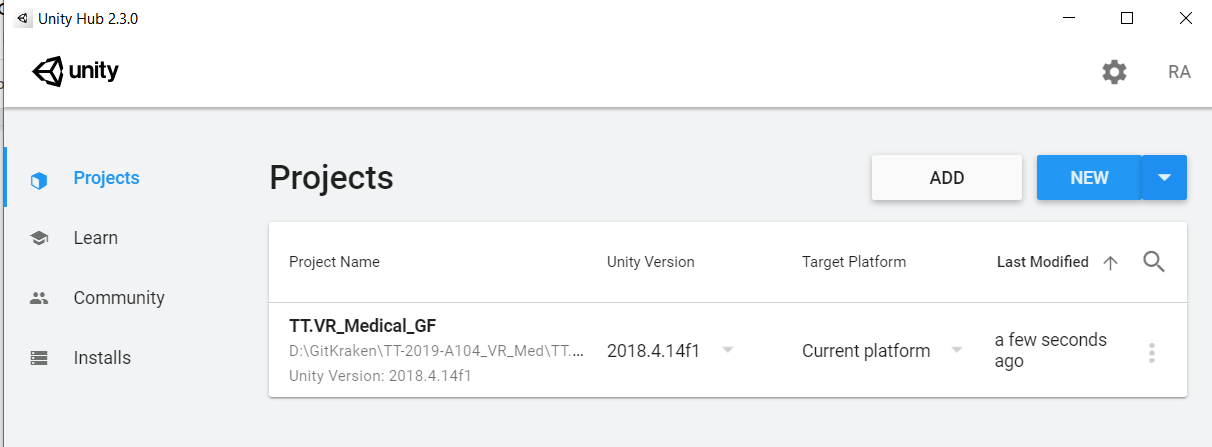 Unity Hub 2.3.0
unity
RA
Projects
Learn
Community
Installs
Projects
ADD
NEW
Project Name
Unity Version
Target Platform
Last Modified
TT.VR_Medical_GF
D:\GitKraken\TT-2019-A104_VR_Med\TT....
Unity Version: 2018.4.14f1
2018.4.14f1
Current platform
a few seconds
ago